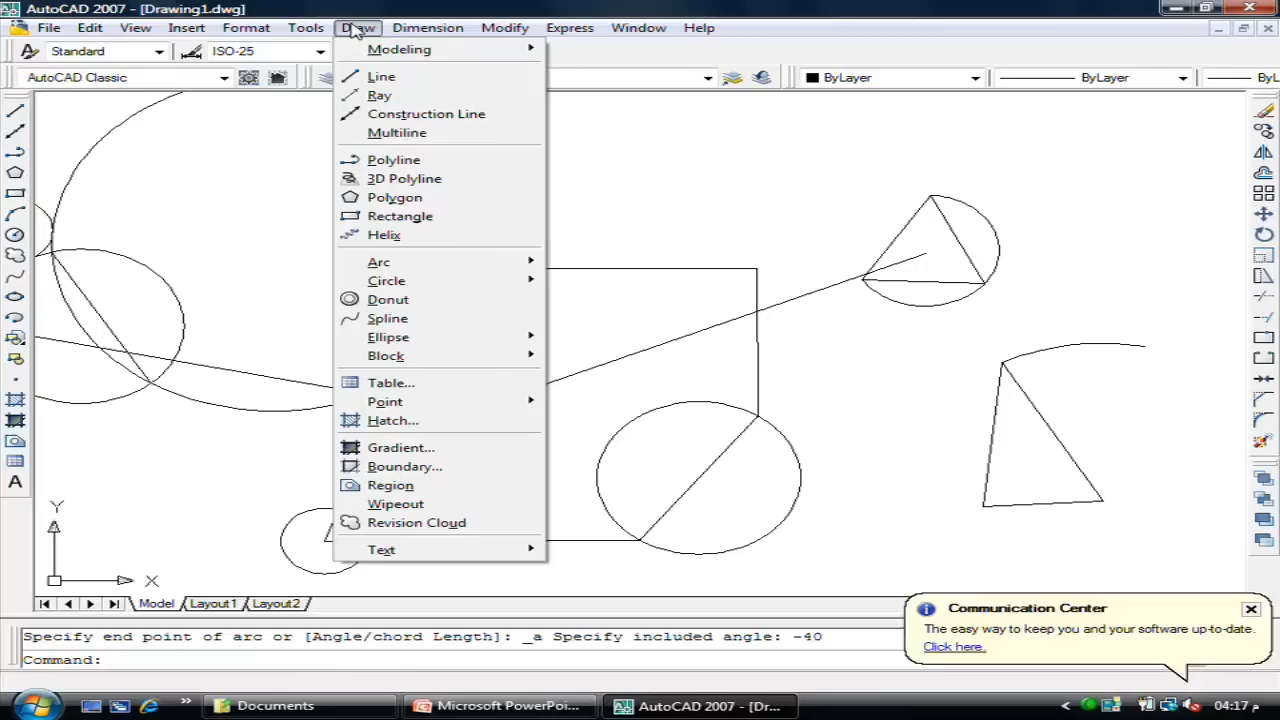 AutoCAD 2007 - [Drawing1.dwg]
File Edit View Insert Format Tools Draw Dimension Modify Express Window Help
Standard ISO-25
AutoCAD Classic ByLayer ByLayer ByL
Modeling
Line
Ray
Construction Line
Multiline
Polyline
3D Polyline
Polygon
Rectangle
Helix
Arc
Circle
Donut
Spline
Ellipse
Block
Table...
Point
Hatch...
Gradient...
Boundary...
Region
Wipeout
Revision Cloud
Text
A
Y
X
Model Layout1 Layout2
Communication Center
The easy way to keep you and your software up-to-date.
Click here.
Specify end point of arc or [Angle/chord Length]: _a Specify included angle: -40
Command:
Documents Microsoft PowerPoi... AutoCAD 2007 - [Dr... 04:17 م